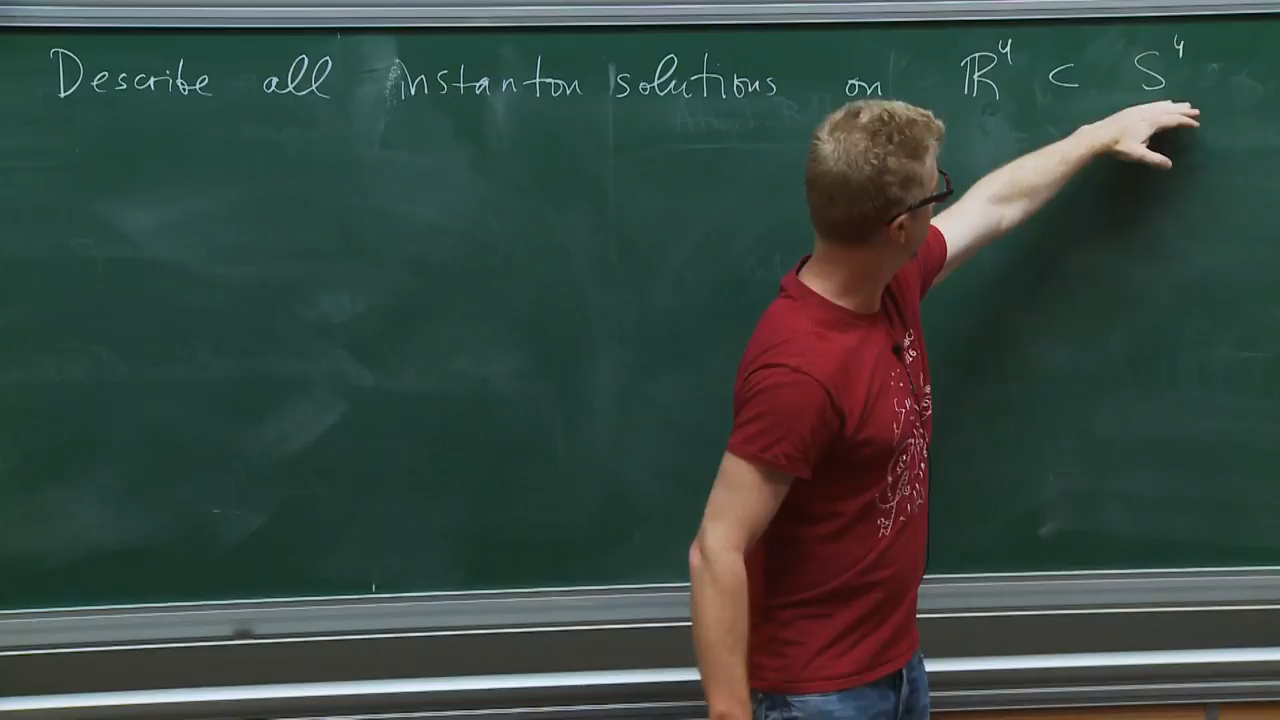 Describe all instanton solutions on ℝ⁴ ⊂ S⁴